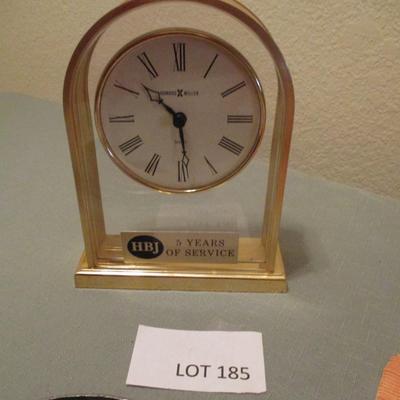 HOWARD MILLER
XII
I
II
III
IIII
V
VI
VII
VIII
IX
X
XI
HBJ 5 YEARS
OF SERVICE
LOT 185